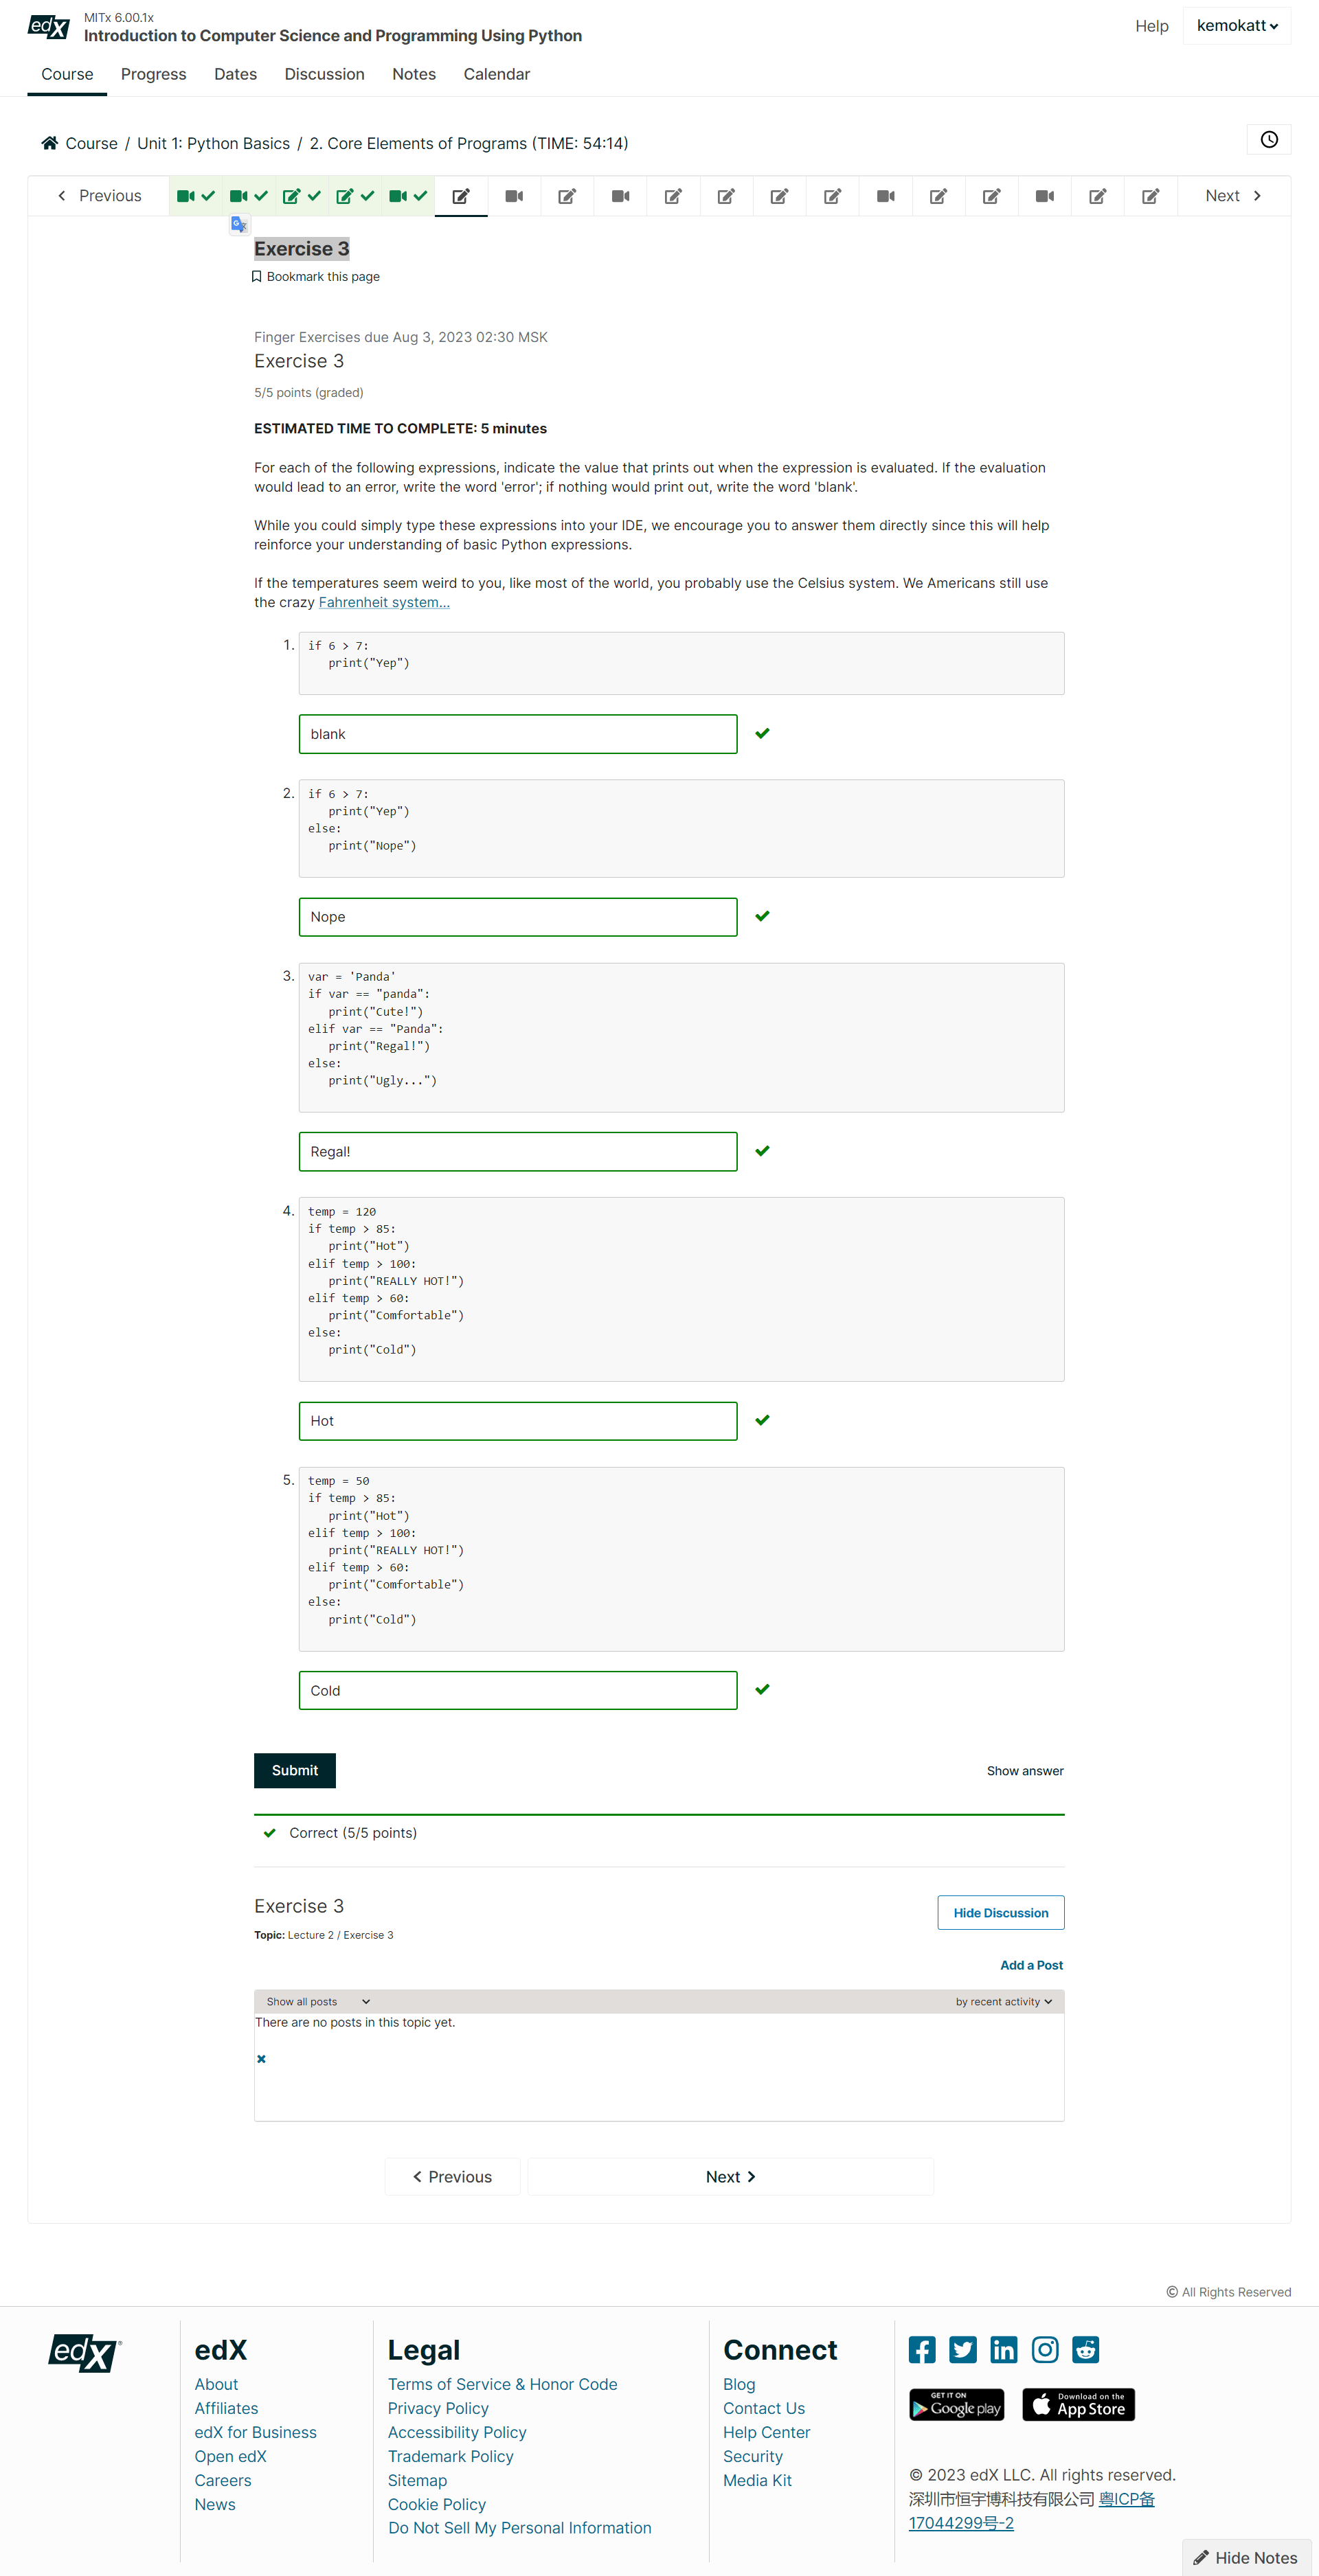 edX
MITx 6.00.1x
Introduction to Computer Science and Programming Using Python
Help
kemokatt
Course Progress Dates Discussion Notes Calendar
Course / Unit 1: Python Basics / 2. Core Elements of Programs (TIME: 54:14)
Previous
Next
Exercise 3
Bookmark this page
Finger Exercises due Aug 3, 2023 02:30 MSK
Exercise 3
5/5 points (graded)
ESTIMATED TIME TO COMPLETE: 5 minutes
For each of the following expressions, indicate the value that prints out when the expression is evaluated. If the evaluation
would lead to an error, write the word 'error'; if nothing would print out, write the word 'blank'.
While you could simply type these expressions into your IDE, we encourage you to answer them directly since this will help
reinforce your understanding of basic Python expressions.
If the temperatures seem weird to you, like most of the world, you probably use the Celsius system. We Americans still use
the crazy Fahrenheit system...
1. if 6 > 7:
print("Yep")
blank
2. if 6 > 7:
print("Yep")
else:
print("Nope")
Nope
3. var = 'Panda'
if var == "panda":
print("Cute!")
elif var == "Panda":
print("Regal!")
else:
print("Ugly...")
Regal!
4. temp = 120
if temp > 85:
print("Hot")
elif temp > 100:
print("REALLY HOT!")
elif temp > 60:
print("Comfortable")
else:
print("Cold")
Hot
5. temp = 50
if temp > 85:
print("Hot")
elif temp > 100:
print("REALLY HOT!")
elif temp > 60:
print("Comfortable")
else:
print("Cold")
Cold
Submit
Show answer
Correct (5/5 points)
Exercise 3
Hide Discussion
Topic: Lecture 2 / Exercise 3
Add a Post
Show all posts
by recent activity
There are no posts in this topic yet.
Previous
Next
© All Rights Reserved
edX
edX
About
Affiliates
edX for Business
Open edX
Careers
News
Legal
Terms of Service & Honor Code
Privacy Policy
Accessibility Policy
Trademark Policy
Sitemap
Cookie Policy
Do Not Sell My Personal Information
Connect
Blog
Contact Us
Help Center
Security
Media Kit
GET IT ON
Google play
Download on the
App Store
© 2023 edX LLC. All rights reserved.
深圳市恒宇博科技有限公司 粤ICP备
17044299号-2
Hide Notes